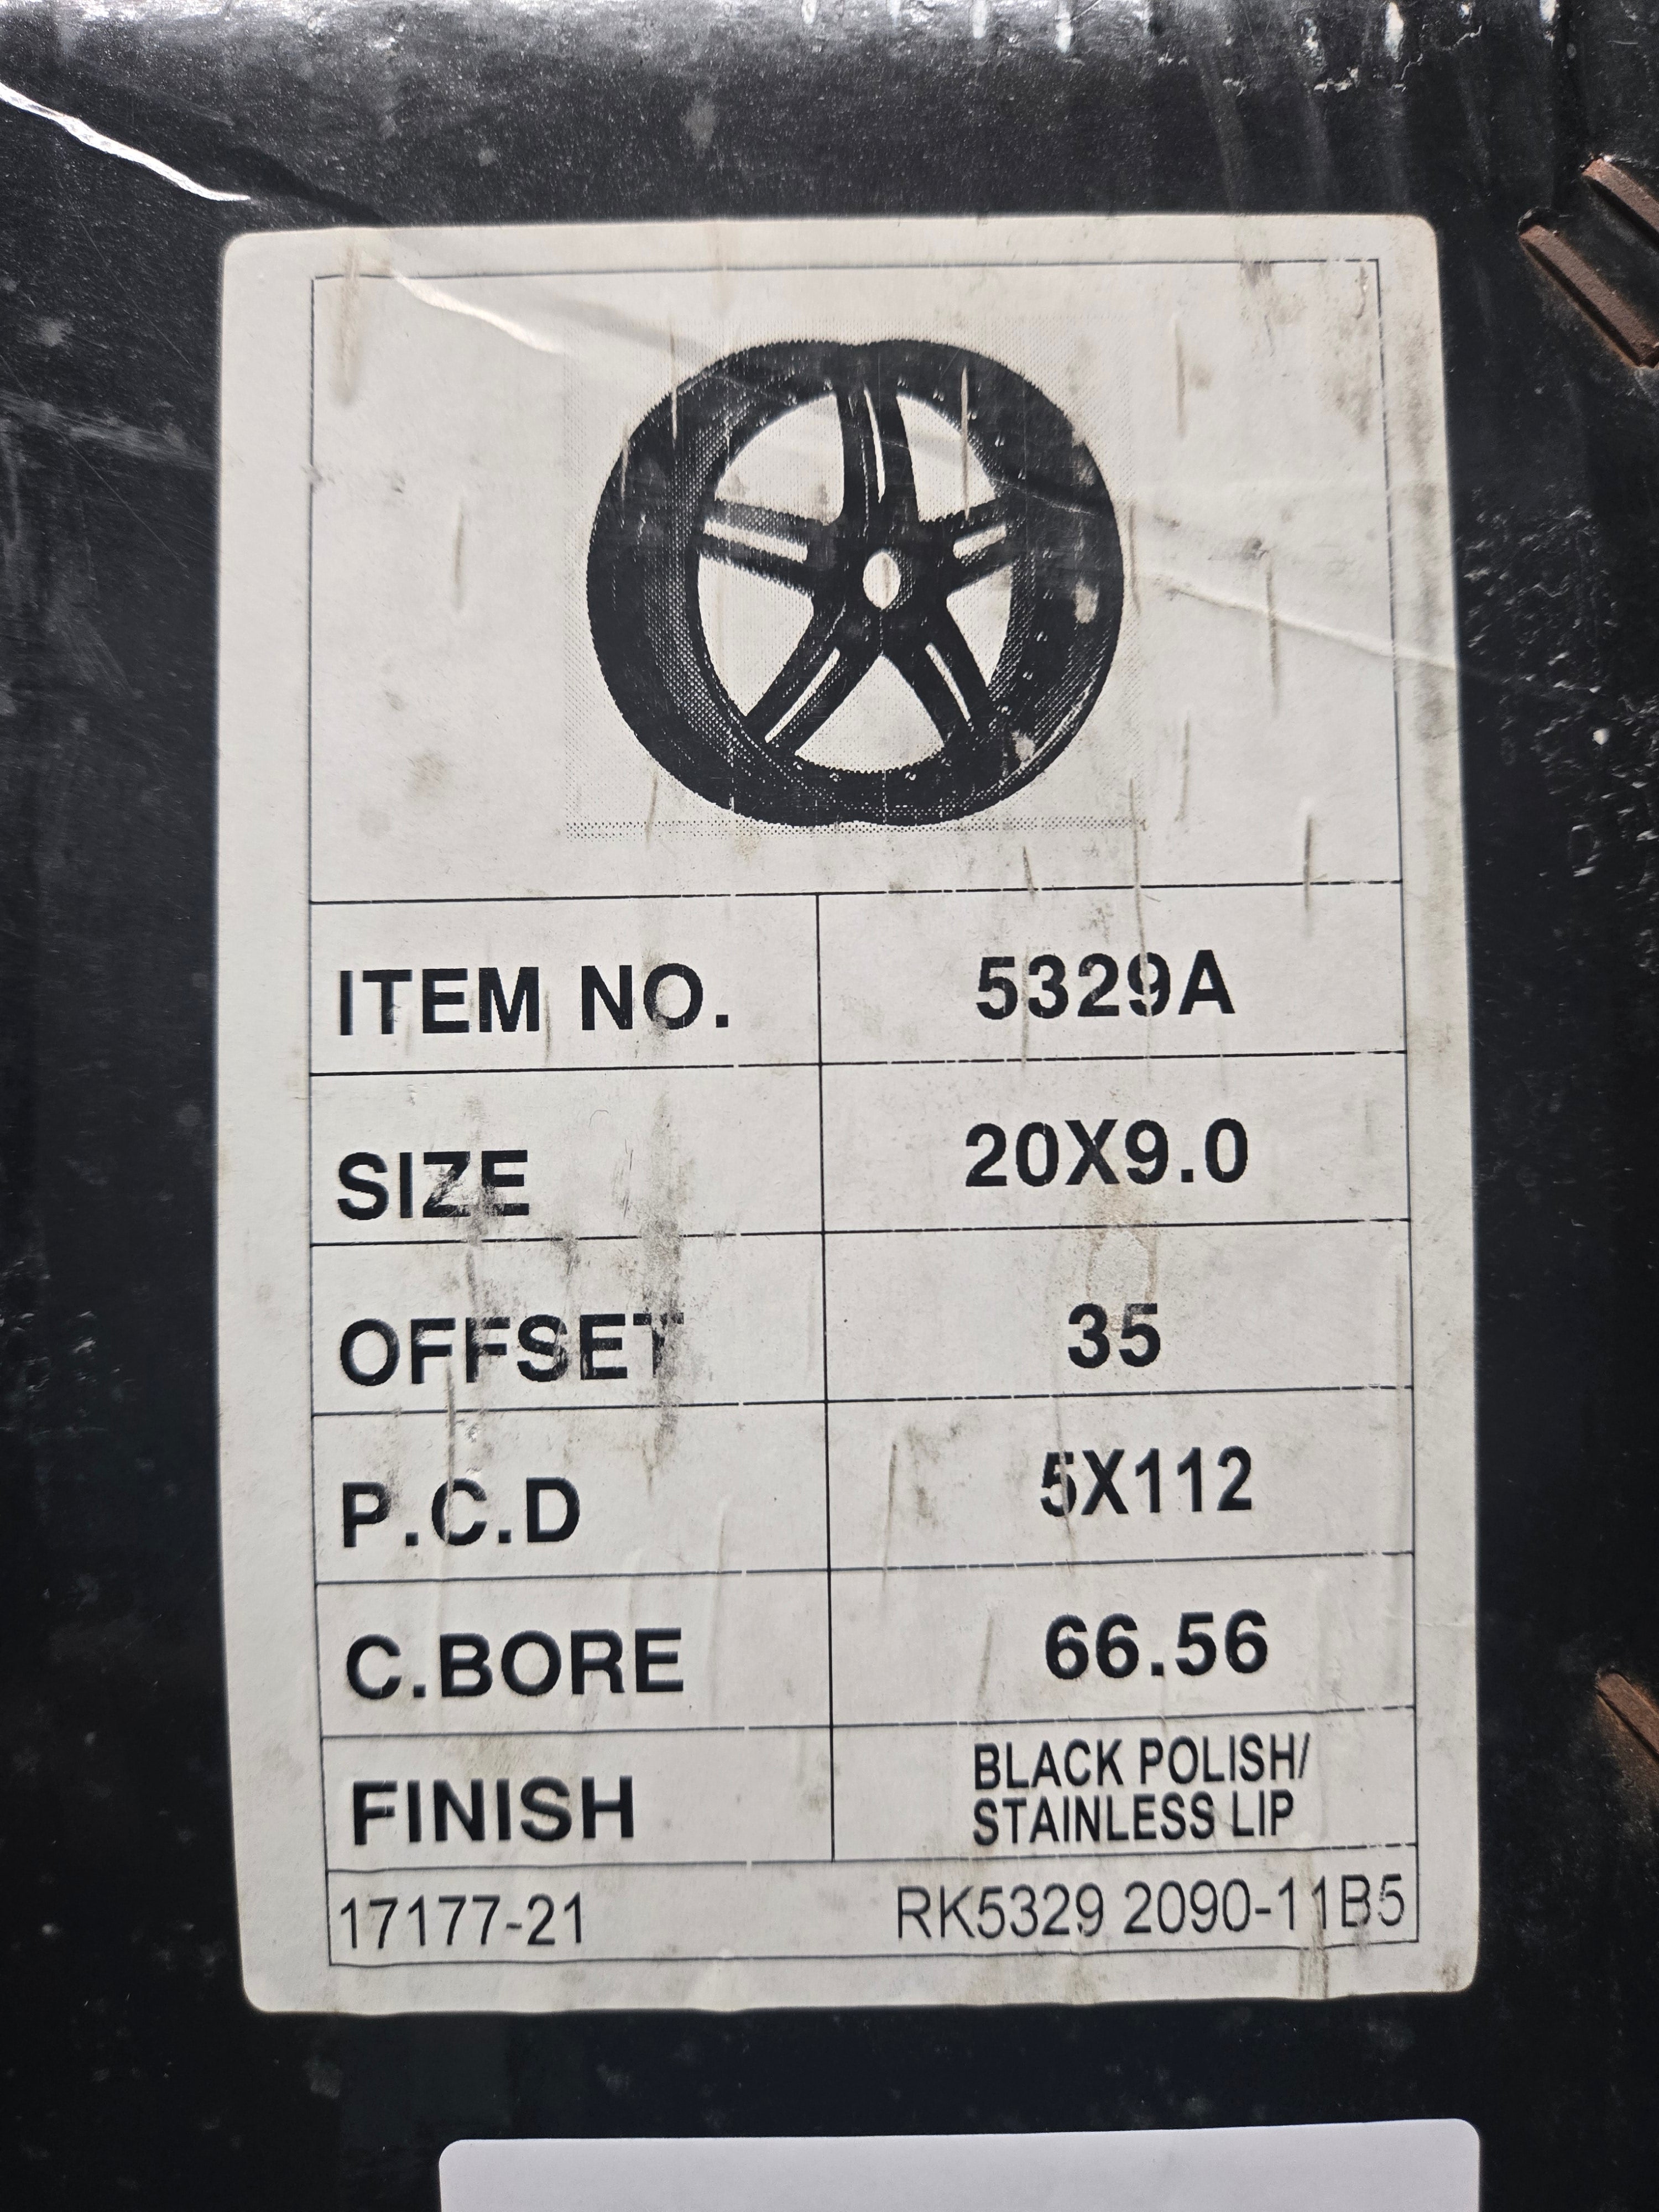 ITEM NO. 5329A
SIZE 20X9.0
OFFSET 35
P.C.D 5X112
C.BORE 66.56
FINISH BLACK POLISH/
STAINLESS LIP
17177-21 RK5329 2090-11B5